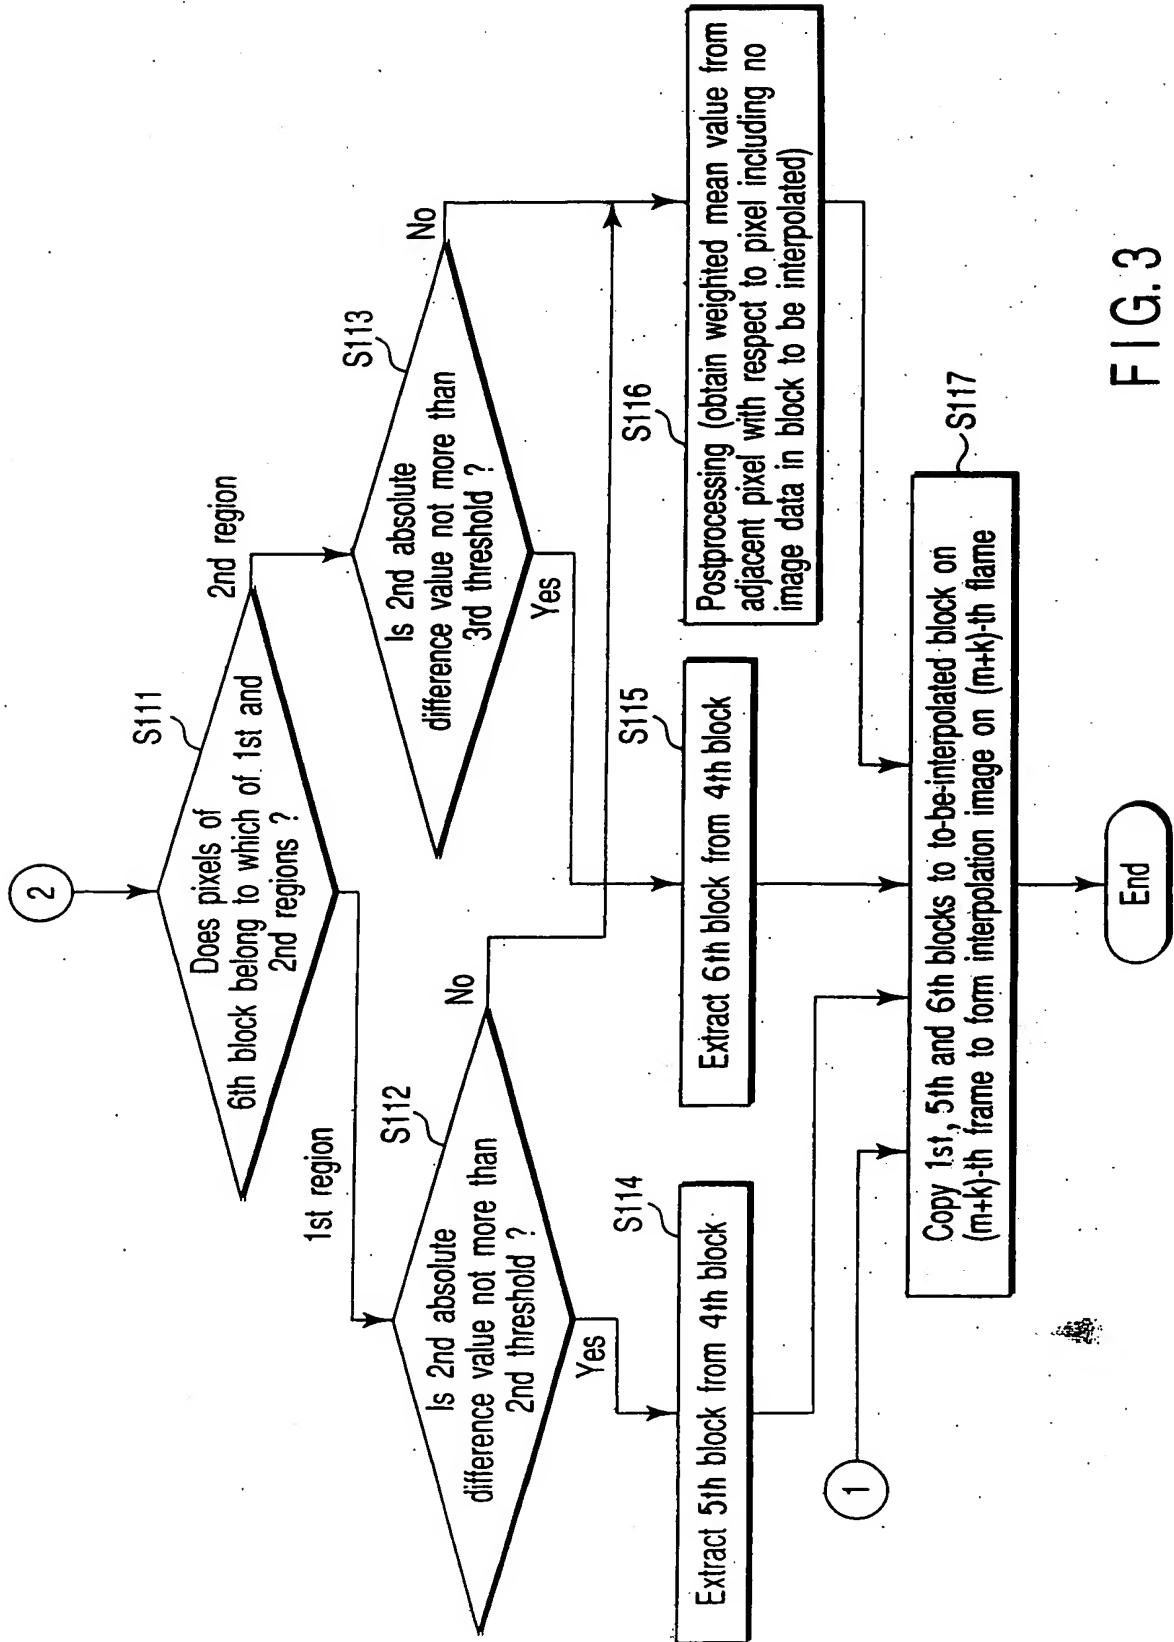 2
S111
Does pixels of
6th block belong to which of 1st and
2nd regions ?
1st region
2nd region
S112
Is 2nd absolute
difference value not more than
2nd threshold ?
No
Yes
S113
Is 2nd absolute
difference value not more than
3rd threshold ?
No
Yes
S114
Extract 5th block from 4th block
S115
Extract 6th block from 4th block
S116
Postprocessing (obtain weighted mean value from
adjacent pixel with respect to pixel including no
image data in block to be interpolated)
1
S117
Copy 1st, 5th and 6th blocks to to-be-interpolated block on
(m+k)-th frame to form interpolation image on (m+k)-th flame
End
FIG. 3